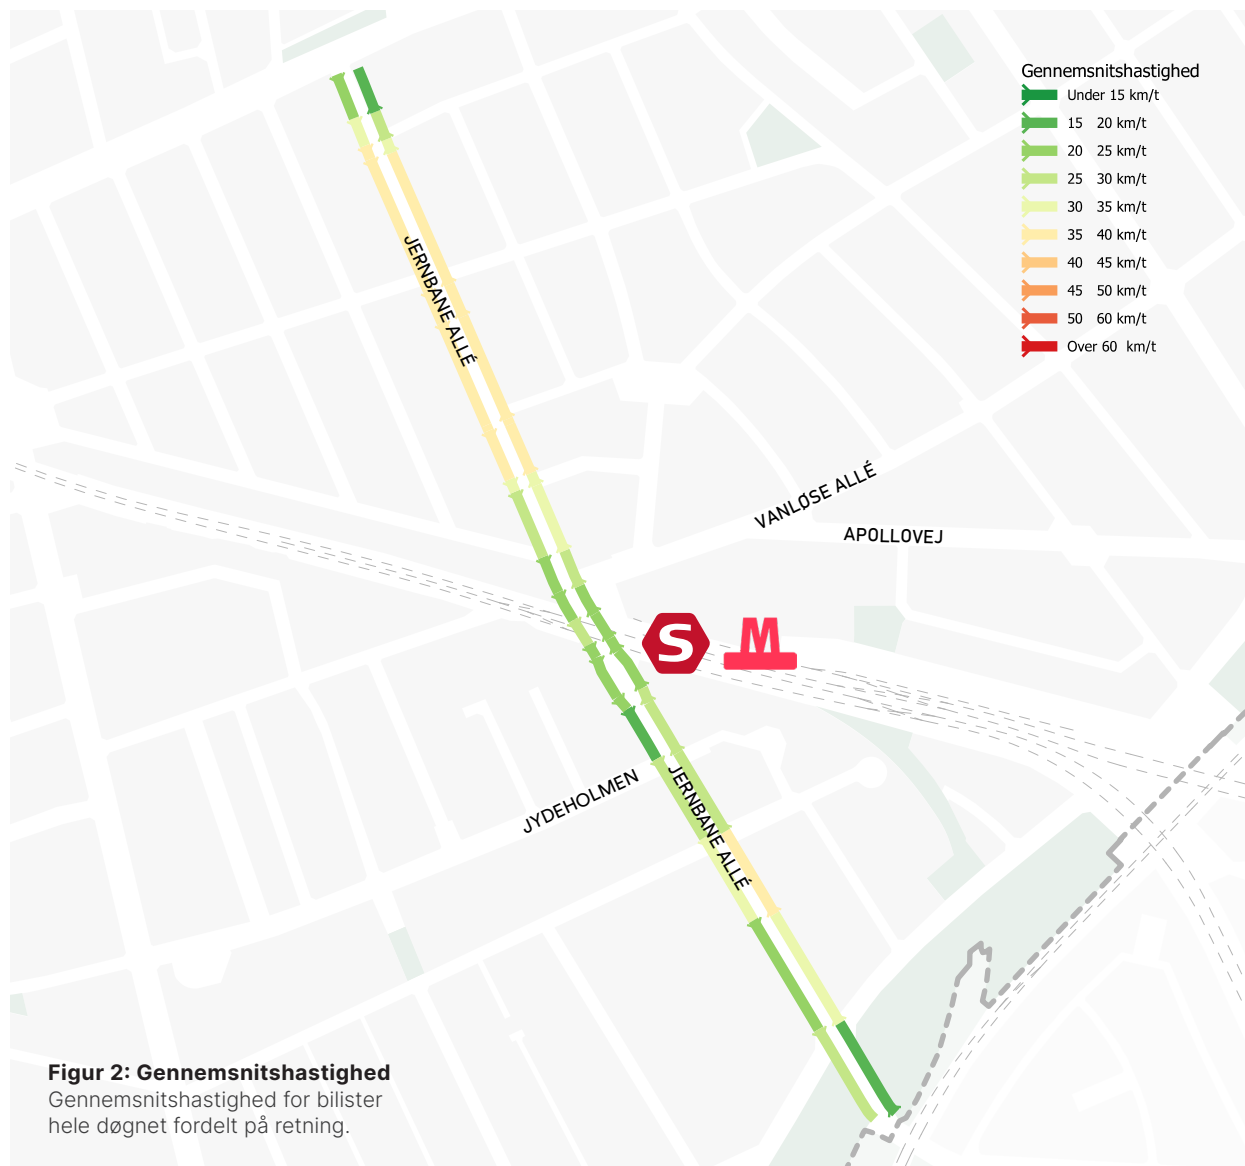 Gennemsnitshastighed
Under 15 km/t
15 20 km/t
20 25 km/t
25 30 km/t
30 35 km/t
35 40 km/t
40 45 km/t
45 50 km/t
50 60 km/t
Over 60 km/t
JERNBANE ALLÉ
VANLØSE ALLÉ
APOLLOVEJ
S
M
JYDEHOLMEN
JERNBANE ALLÉ
Figur 2: Gennemsnitshastighed
Gennemsnitshastighed for bilister
hele døgnet fordelt på retning.